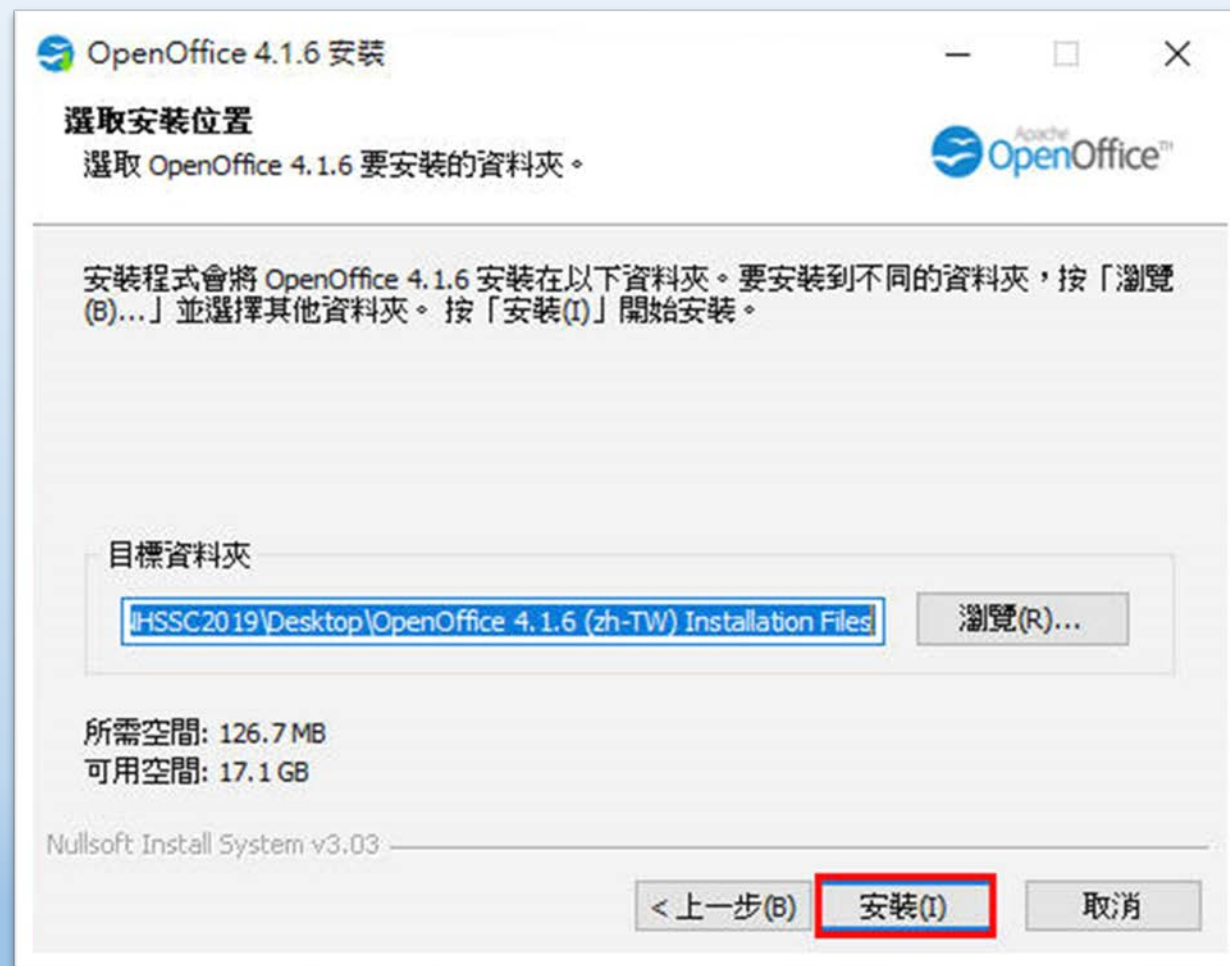 OpenOffice 4.1.6 安裝
選取安裝位置
選取 OpenOffice 4.1.6 要安裝的資料夾。
Apache
OpenOffice™
安裝程式會將 OpenOffice 4.1.6 安裝在以下資料夾。要安裝到不同的資料夾，按「瀏覽
(B)...」並選擇其他資料夾。 按「安裝(I)」開始安裝。
目標資料夾
HSSC2019\Desktop\OpenOffice 4.1.6 (zh-TW) Installation Files
瀏覽(R)...
所需空間: 126.7 MB
可用空間: 17.1 GB
Nullsoft Install System v3.03
< 上一步(B)
安裝(I)
取消